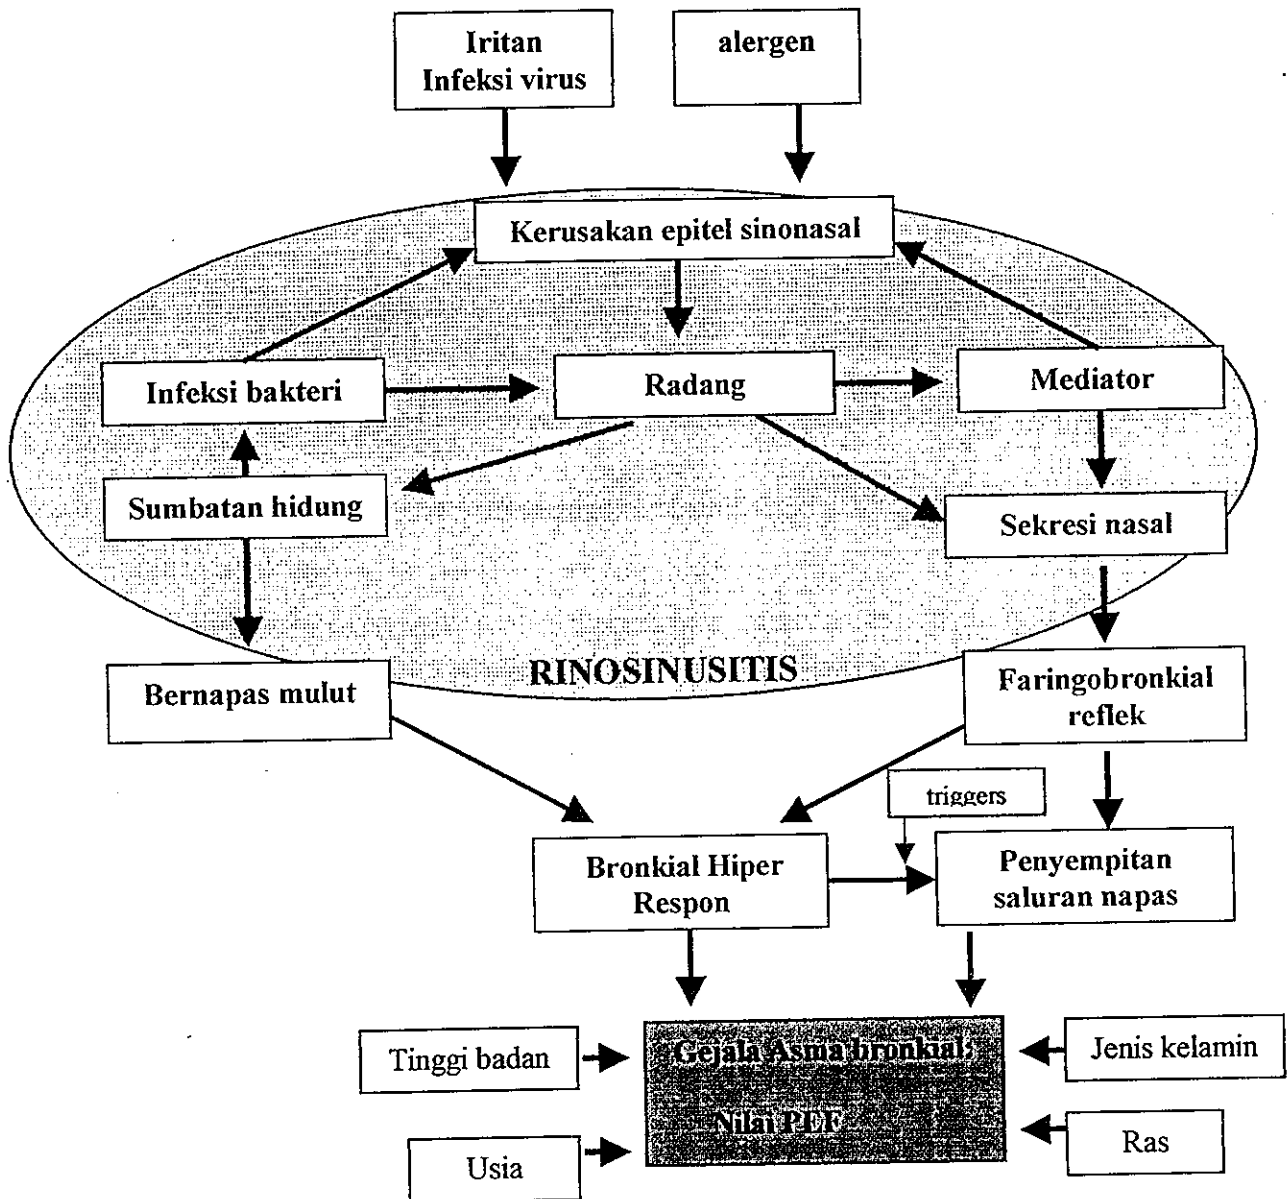 Iritan
Infeksi virus
alergen
Kerusakan epitel sinonasal
Infeksi bakteri
Radang
Mediator
Sumbatan hidung
Sekresi nasal
RINOSINUSITIS
Bernapas mulut
Faringobronkial
reflek
triggers
Bronkial Hiper
Respon
Penyempitan
saluran napas
Tinggi badan
Gejala Asma bronkial:
Jenis kelamin
Nilai PEF
Usia
Ras